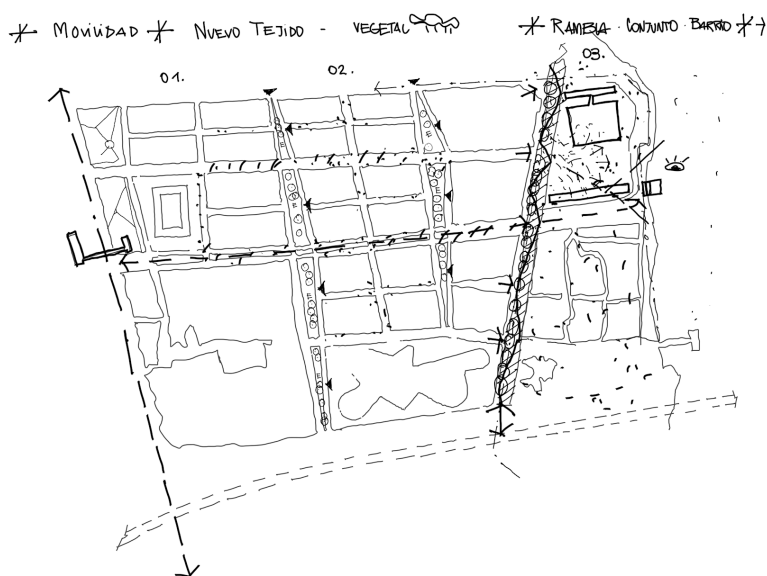 MOVILIDAD NUEVO TEJIDO - VEGETAL RAMBLA · CONJUNTO · BARRIO
01. 02. 03.